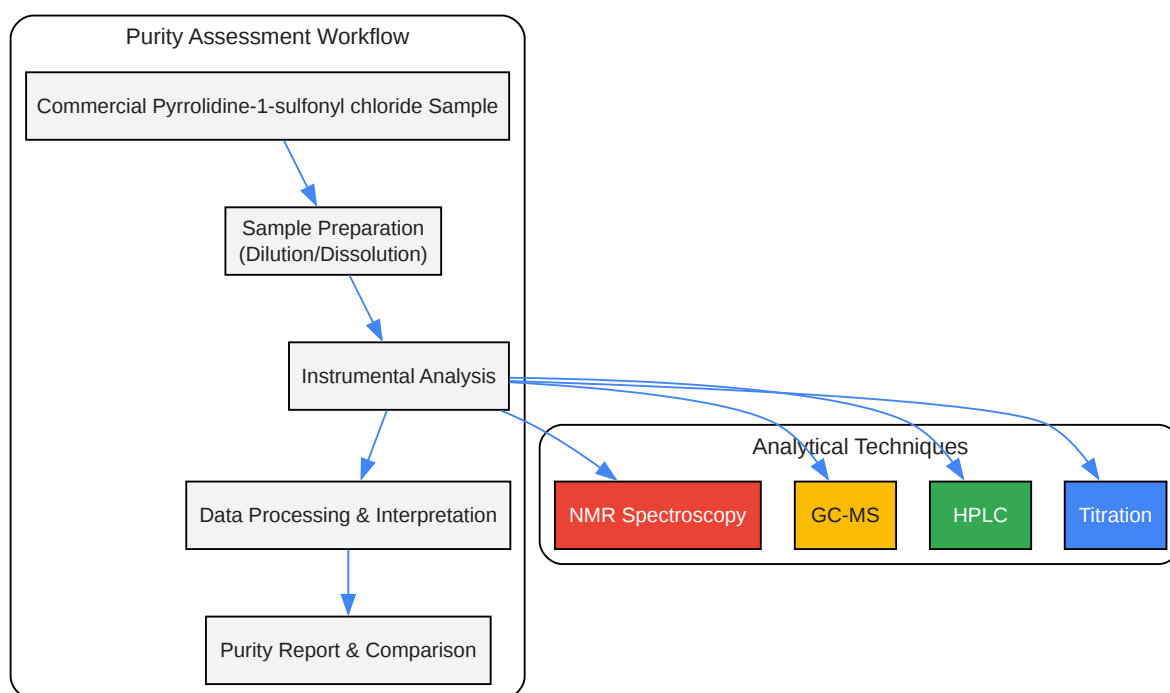 Purity Assessment Workflow
Commercial Pyrrolidine-1-sulfonyl chloride Sample
Sample Preparation
(Dilution/Dissolution)
Instrumental Analysis
Analytical Techniques
NMR Spectroscopy
GC-MS
HPLC
Titration
Data Processing & Interpretation
Purity Report & Comparison